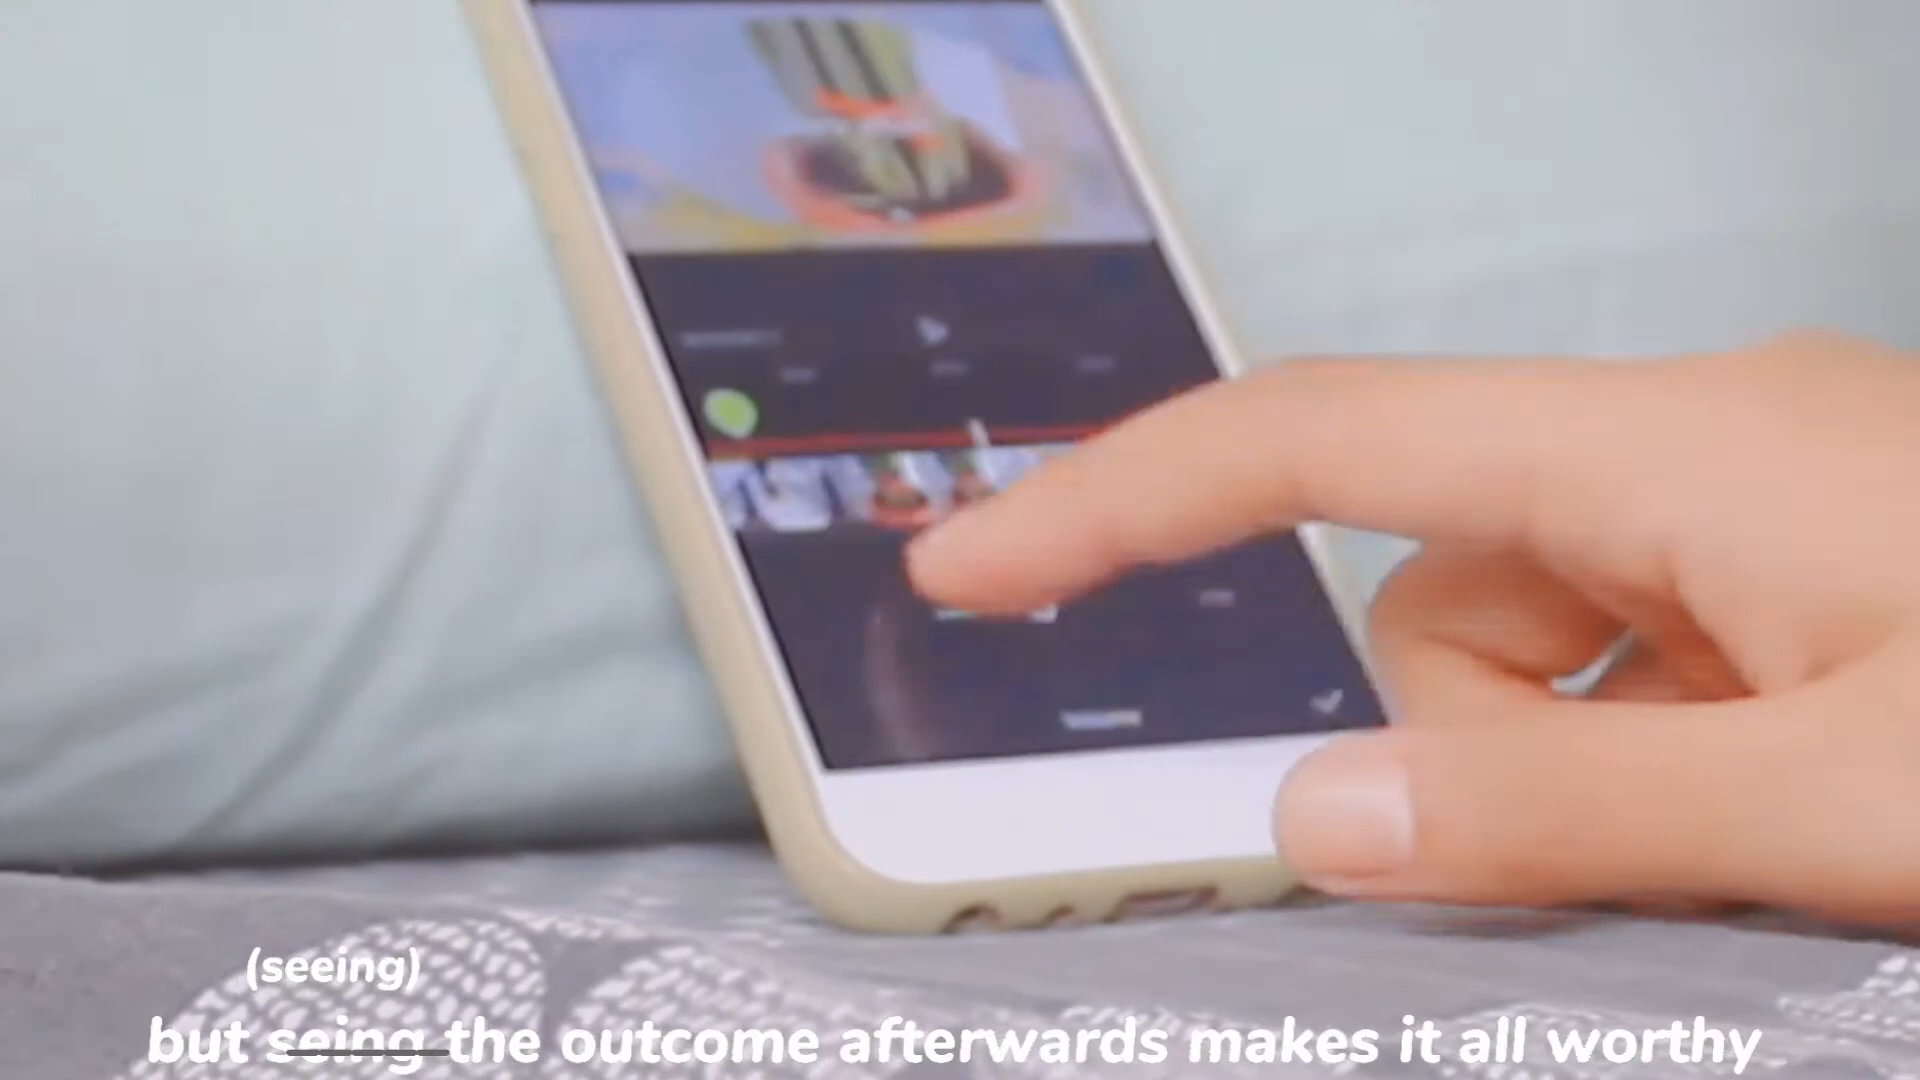 (seeing)
but seing the outcome afterwards makes it all worthy